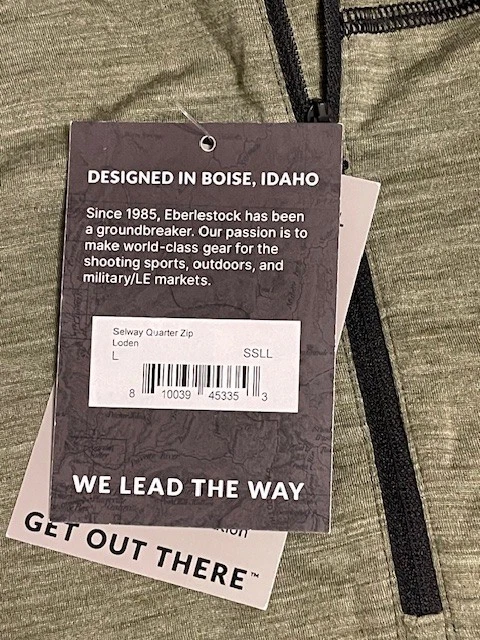 DESIGNED IN BOISE, IDAHO
Since 1985, Eberlestock has been
a groundbreaker. Our passion is to
make world-class gear for the
shooting sports, outdoors, and
military/LE markets.
Selway Quarter Zip
Loden
L SSLL
8 10039 45335 3
WE LEAD THE WAY
GET OUT THERE™